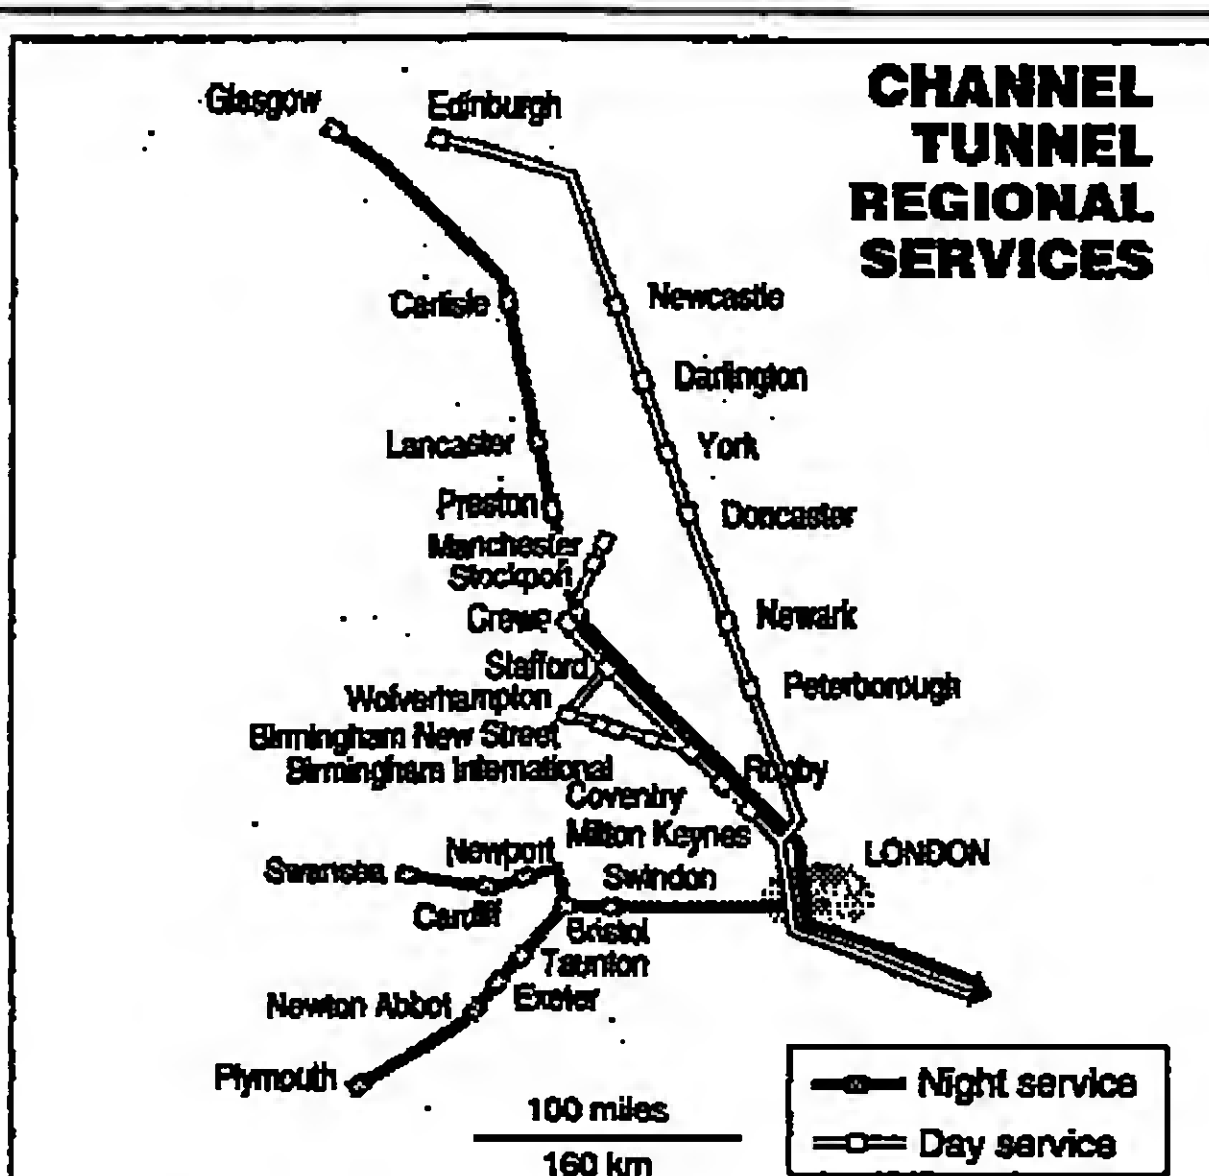 CHANNEL
TUNNEL
REGIONAL
SERVICES
Glasgow
Edinburgh
Carlisle
Newcastle
Darlington
Lancaster
York
Preston
Doncaster
Manchester
Stockport
Crewe
Newark
Stafford
Wolverhampton
Peterborough
Birmingham New Street
Birmingham International
Rugby
Coventry
Milton Keynes
Newport
LONDON
Swansea
Swindon
Cardiff
Bristol
Taunton
Exeter
Newton Abbot
Plymouth
100 miles
160 km
Night service
Day service